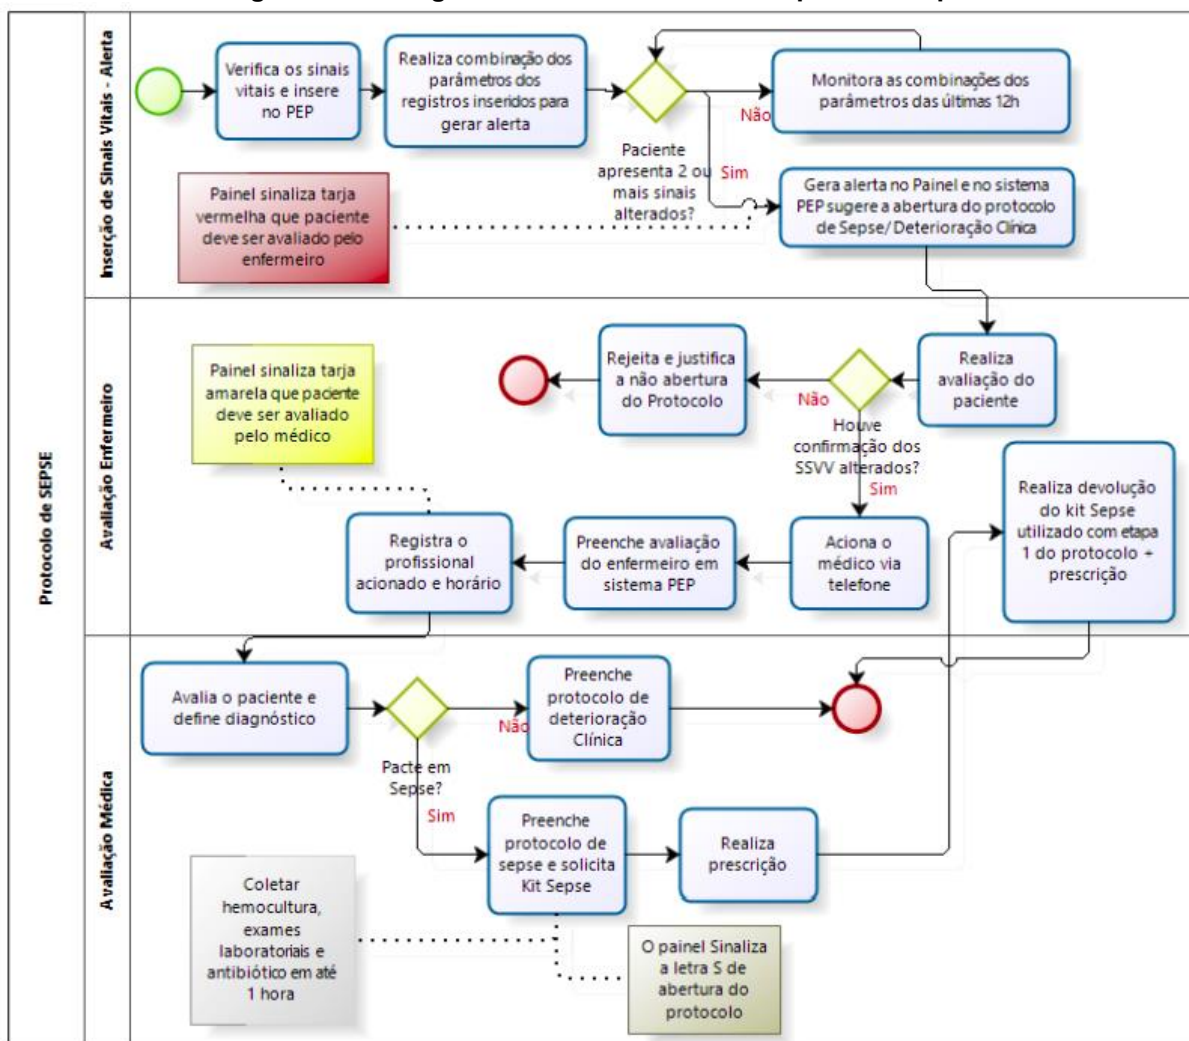 Protocolo de SEPSE
Inserção de Sinais Vitais - Alerta
Verifica os sinais
vitais e insere
no PEP
Realiza combinação dos
parâmetros dos
registros inseridos para
gerar alerta
Paciente
apresenta 2 ou
mais sinais
alterados?
Não
Monitora as combinações dos
parâmetros das últimas 12h
Sim
Gera alerta no Painel e no sistema
PEP sugere a abertura do protocolo
de Sepse/ Deterioração Clínica
Painel sinaliza tarja
vermelha que paciente
deve ser avaliado pelo
enfermeiro
Avaliação Enfermeiro
Realiza
avaliação do
paciente
Houve
confirmação dos
SSVV alterados?
Não
Rejeita e justifica
a não abertura
do Protocolo
Sim
Aciona o
médico via
telefone
Preenche avaliação
do enfermeiro em
sistema PEP
Registra o
profissional
acionado e horário
Painel sinaliza tarja
amarela que paciente
deve ser avaliado
pelo médico
Realiza devolução
do kit Sepse
utilizado com etapa
1 do protocolo +
prescrição
Avaliação Médica
Avalia o paciente e
define diagnóstico
Pacte em
Sepse?
Não
Preenche
protocolo de
deterioração
Clínica
Sim
Preenche
protocolo de
sepse e solicita
Kit Sepse
Realiza
prescrição
Coletar
hemocultura,
exames
laboratoriais e
antibiótico em até
1 hora
O painel Sinaliza
a letra S de
abertura do
protocolo